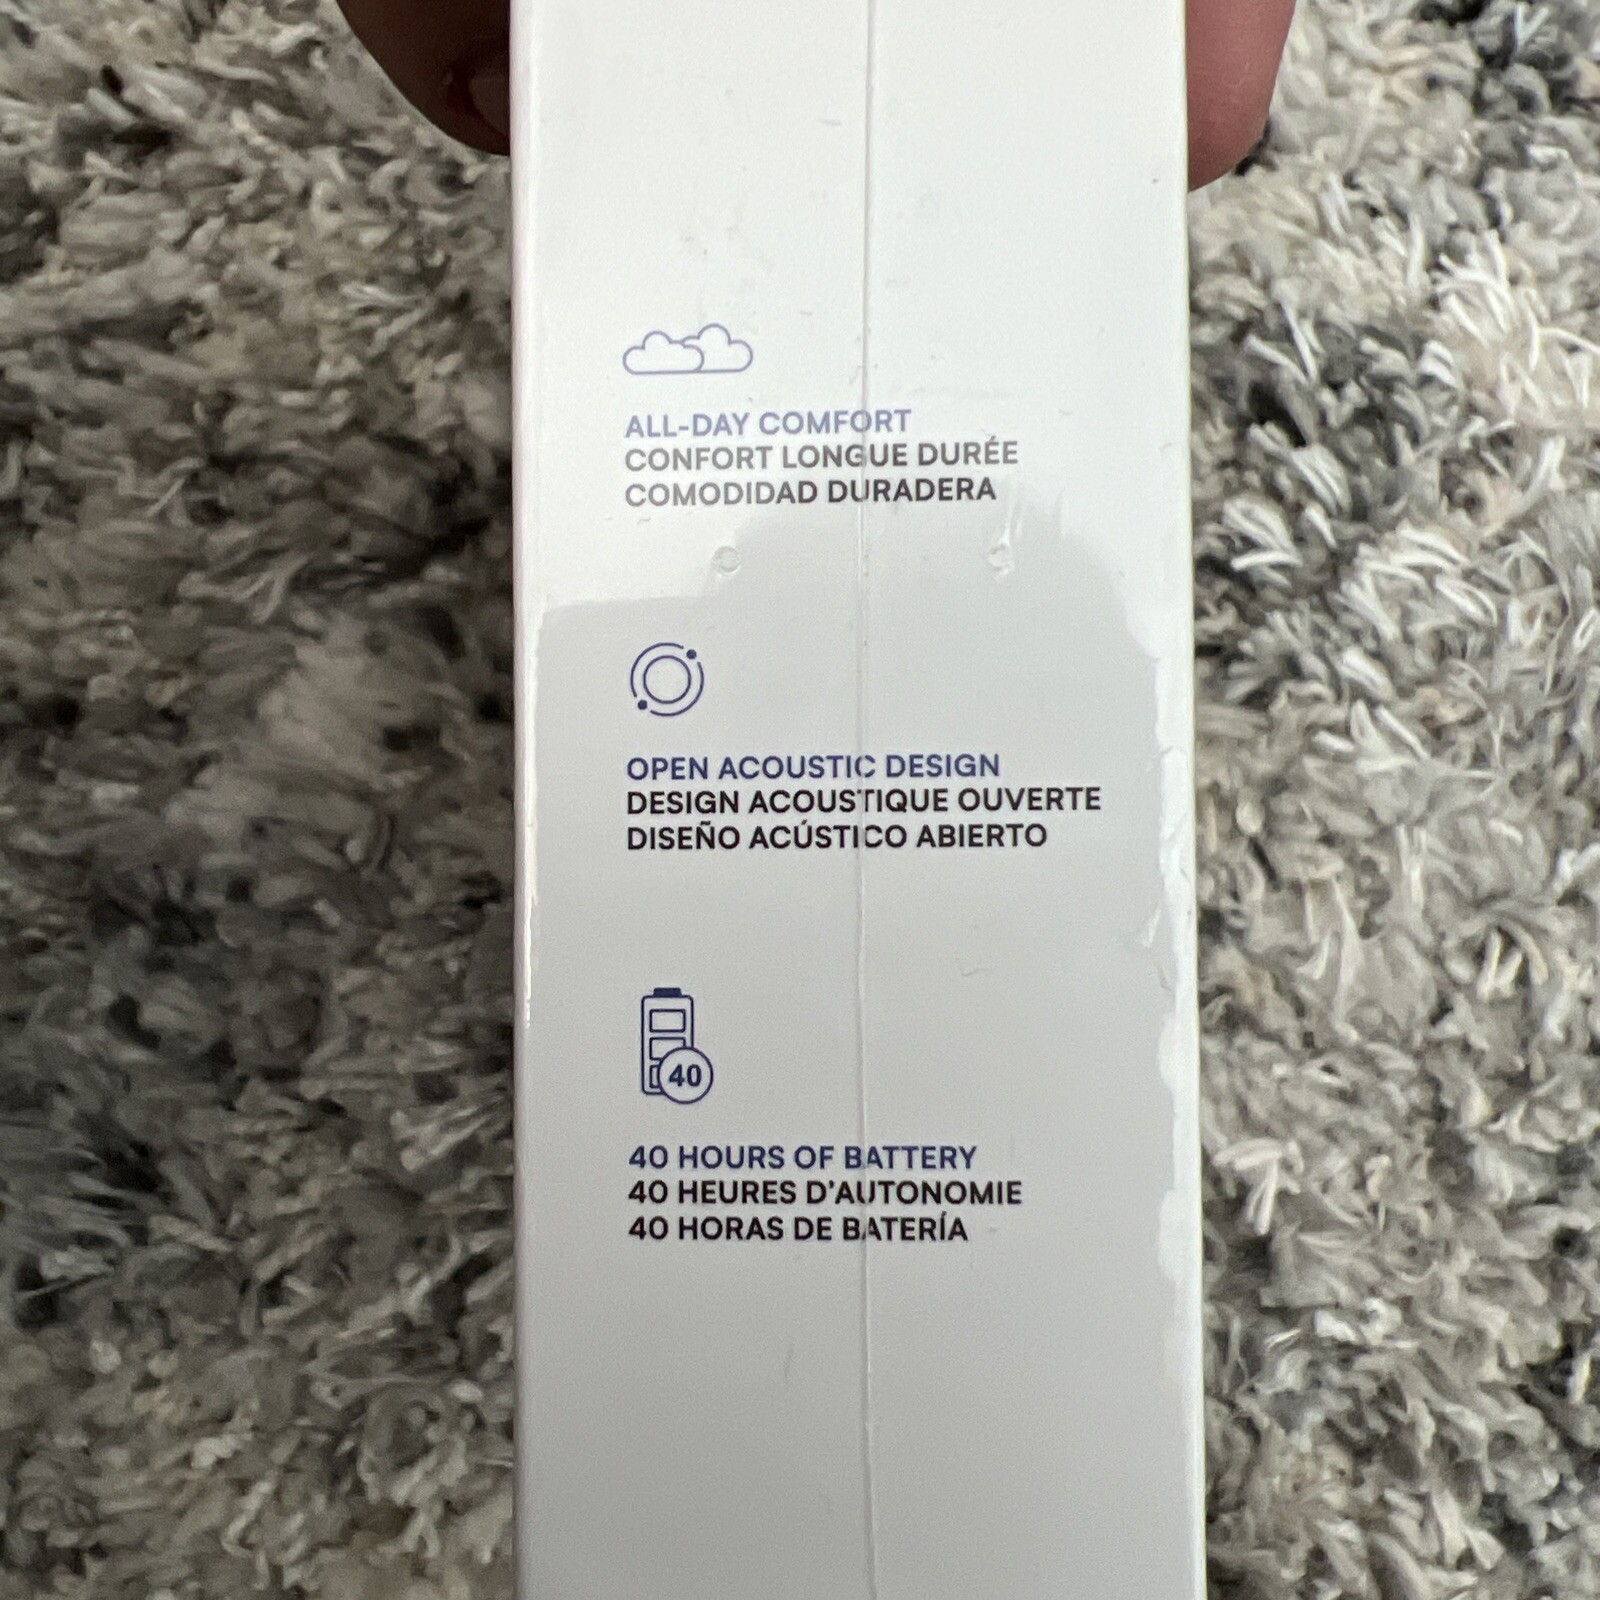 ALL-DAY COMFORT
CONFORT LONGUE DURÉE
COMODIDAD DURADERA
OPEN ACOUSTIC DESIGN
DESIGN ACOUSTIQUE OUVERTE
DISEÑO ACÚSTICO ABIERTO
40
40 HOURS OF BATTERY
40 HEURES D'AUTONOMIE
40 HORAS DE BATERÍA